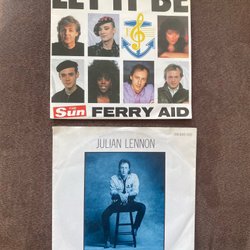 LET IT BE
The Sun FERRY AID
JULIAN LENNON